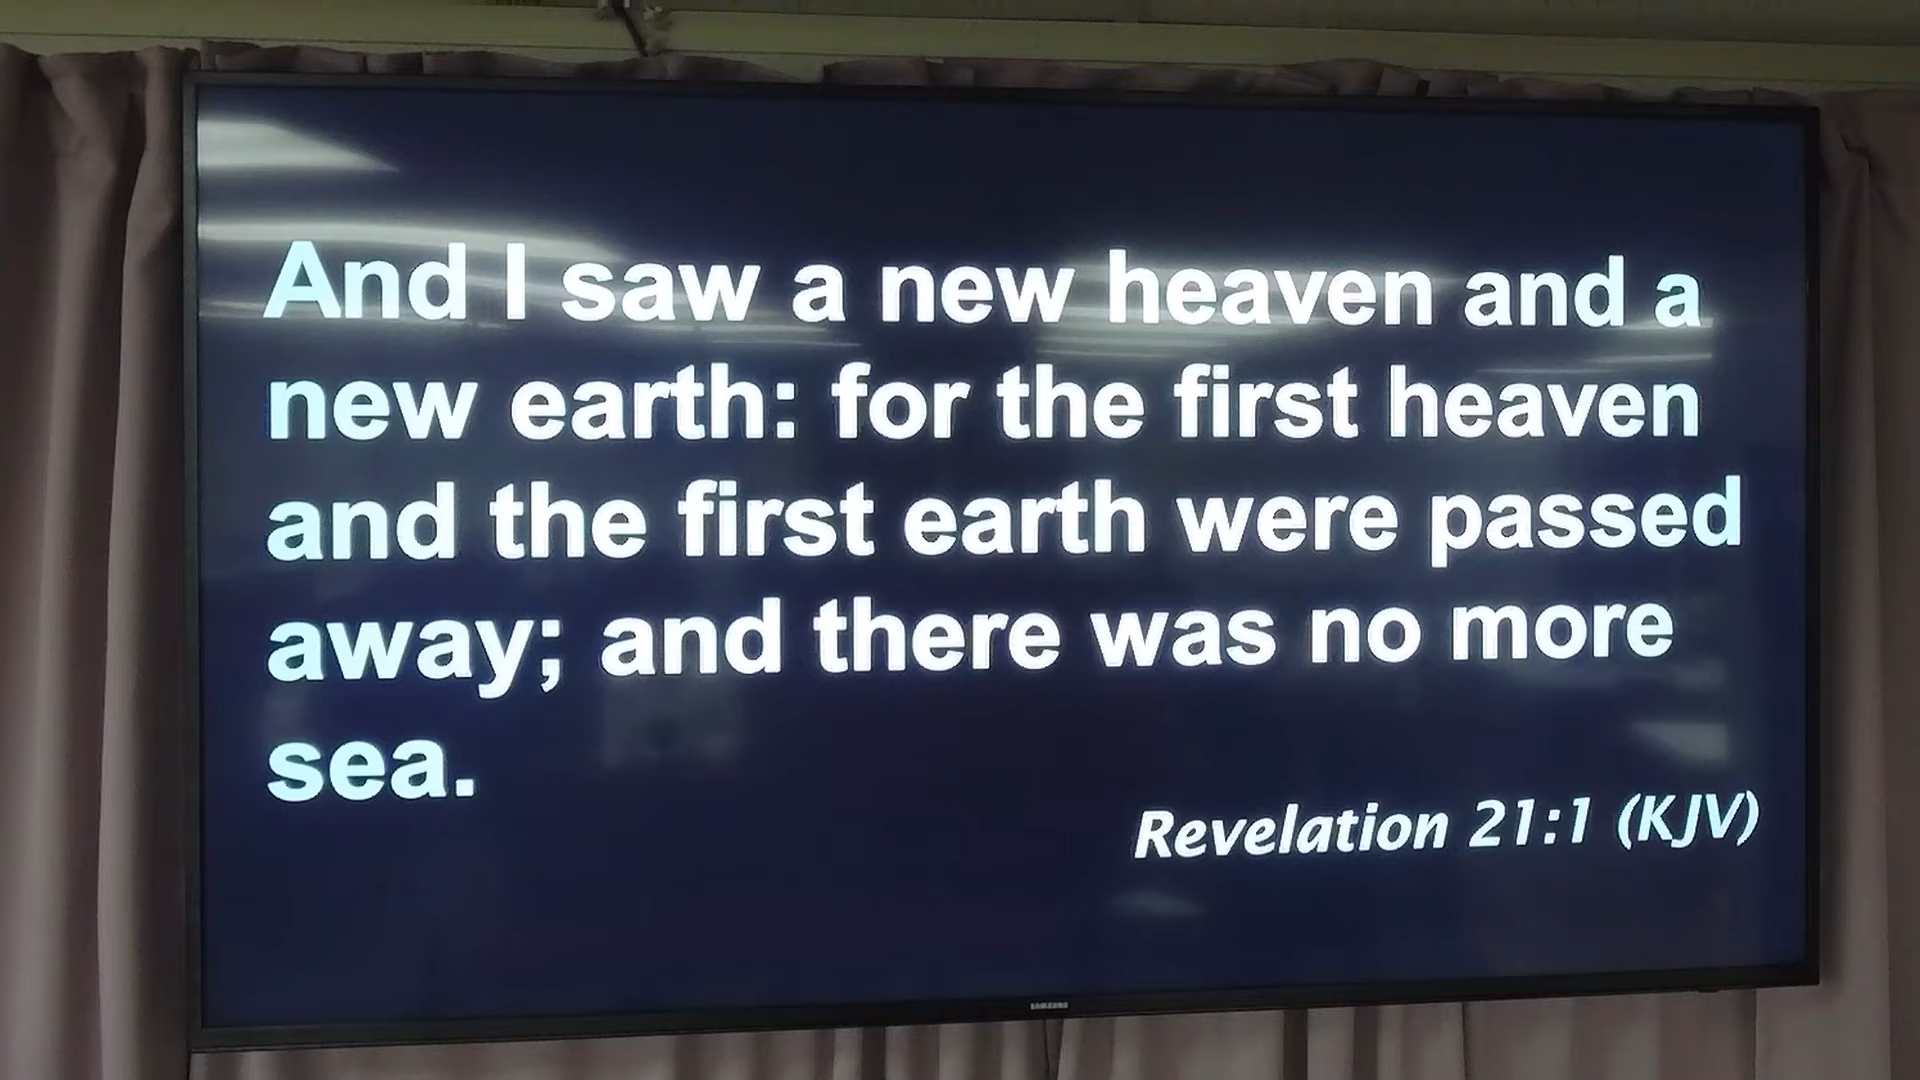 And I saw a new heaven and a
new earth: for the first heaven
and the first earth were passed
away; and there was no more
sea.
Revelation 21:1 (KJV)
SAMSUNG